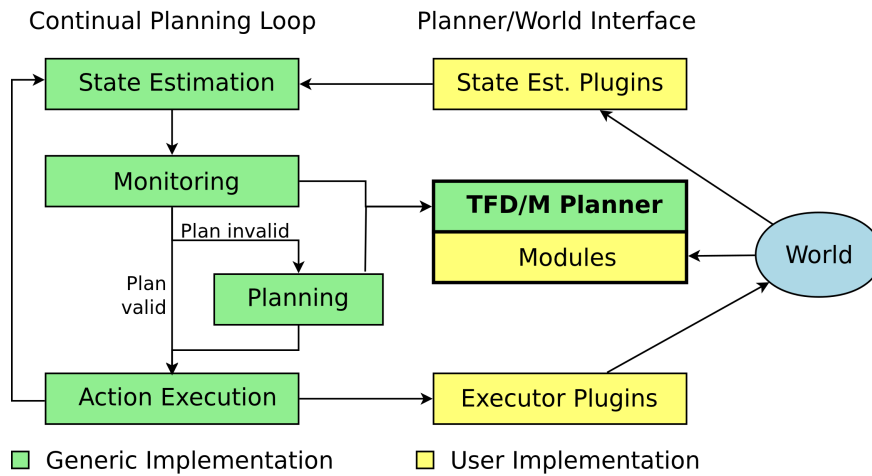 Continual Planning Loop
Planner/World Interface
State Estimation
State Est. Plugins
Monitoring
TFD/M Planner
Plan invalid
Modules
World
Plan
valid
Planning
Action Execution
Executor Plugins
Generic Implementation
User Implementation